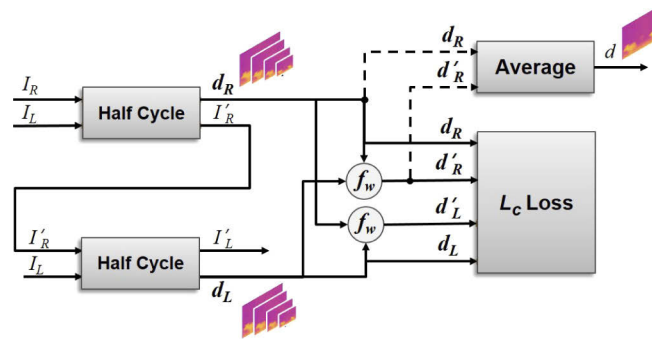 d_R
d'_R
Average
d
I_R
I_L
Half Cycle
d_R
I'_R
d_R
f_w
d'_R
L_c Loss
f_w
d'_L
I'_R
I_L
Half Cycle
I'_L
d_L
d_L